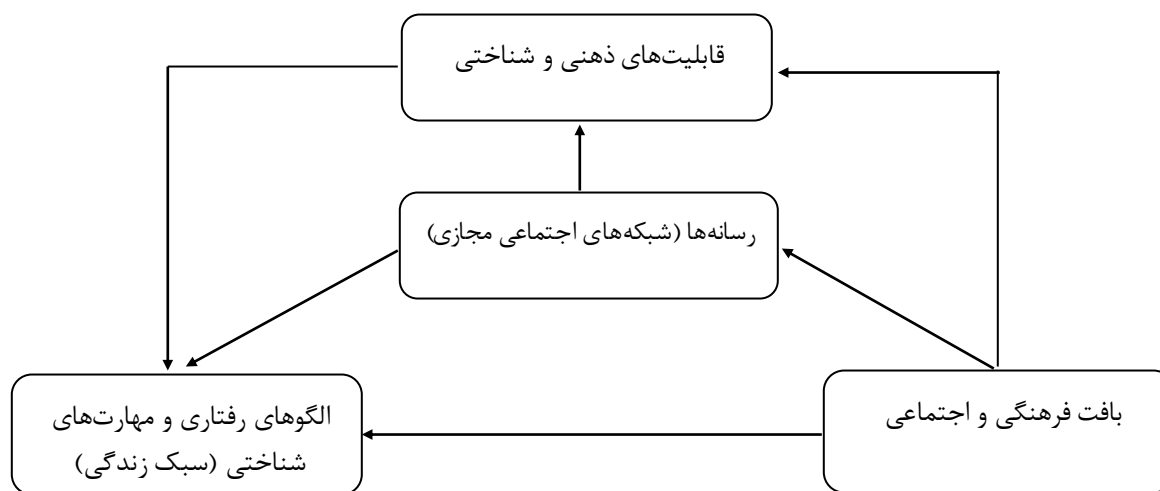 قابلیت‌های ذهنی و شناختی
رسانه‌ها (شبکه‌های اجتماعی مجازی)
بافت فرهنگی و اجتماعی
الگوهای رفتاری و مهارت‌های
شناختی (سبک زندگی)